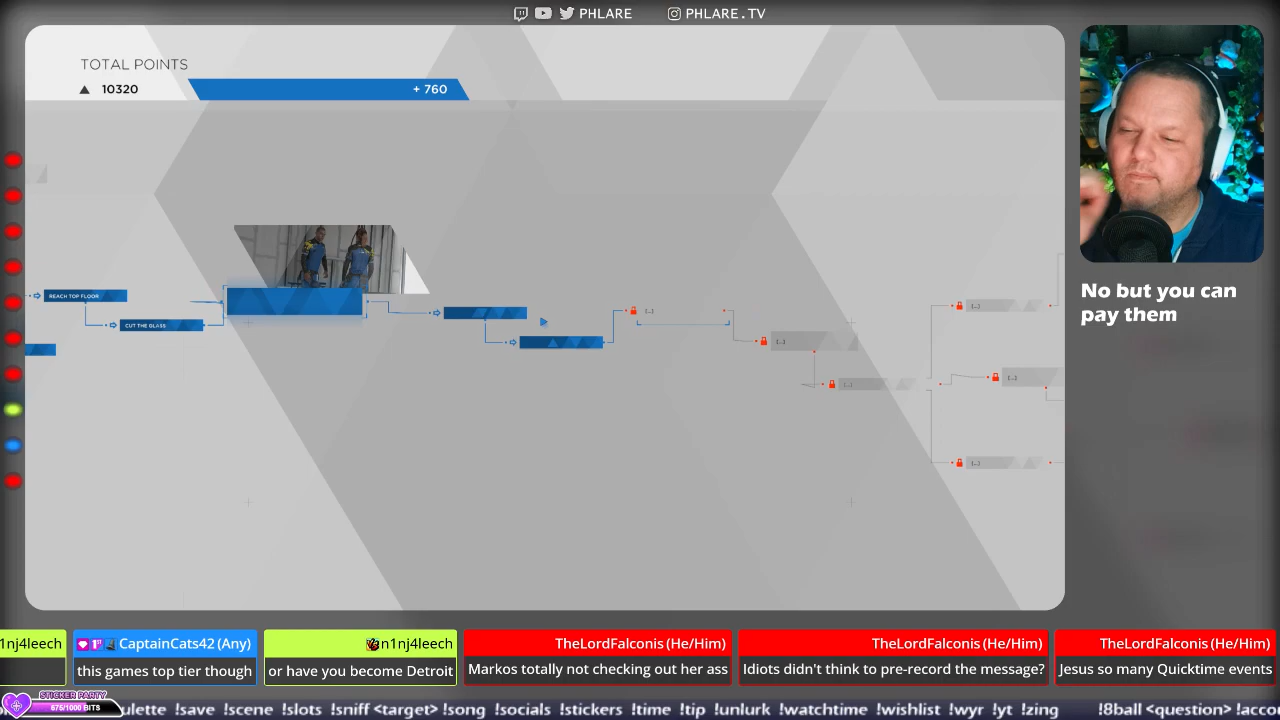 PHLARE PHLARE.TV
TOTAL POINTS
10320 + 760
REACH TOP FLOOR
CUT THE GLASS
[...]
[...]
[...]
[...]
[...]
[...]
No but you can
pay them
1nj4leech
CaptainCats42 (Any)
this games top tier though
n1nj4leech
or have you become Detroit
TheLordFalconis (He/Him)
Markos totally not checking out her ass
TheLordFalconis (He/Him)
Idiots didn't think to pre-record the message?
TheLordFalconis (He/Him)
Jesus so many Quicktime events
STICKER PARTY
675/1000 BITS
ulette !save !scene !slots !sniff <target> !song !socials !stickers !time !tip !unlurk !watchtime !wishlist !wyr !yt !zing !8ball <question> !accou